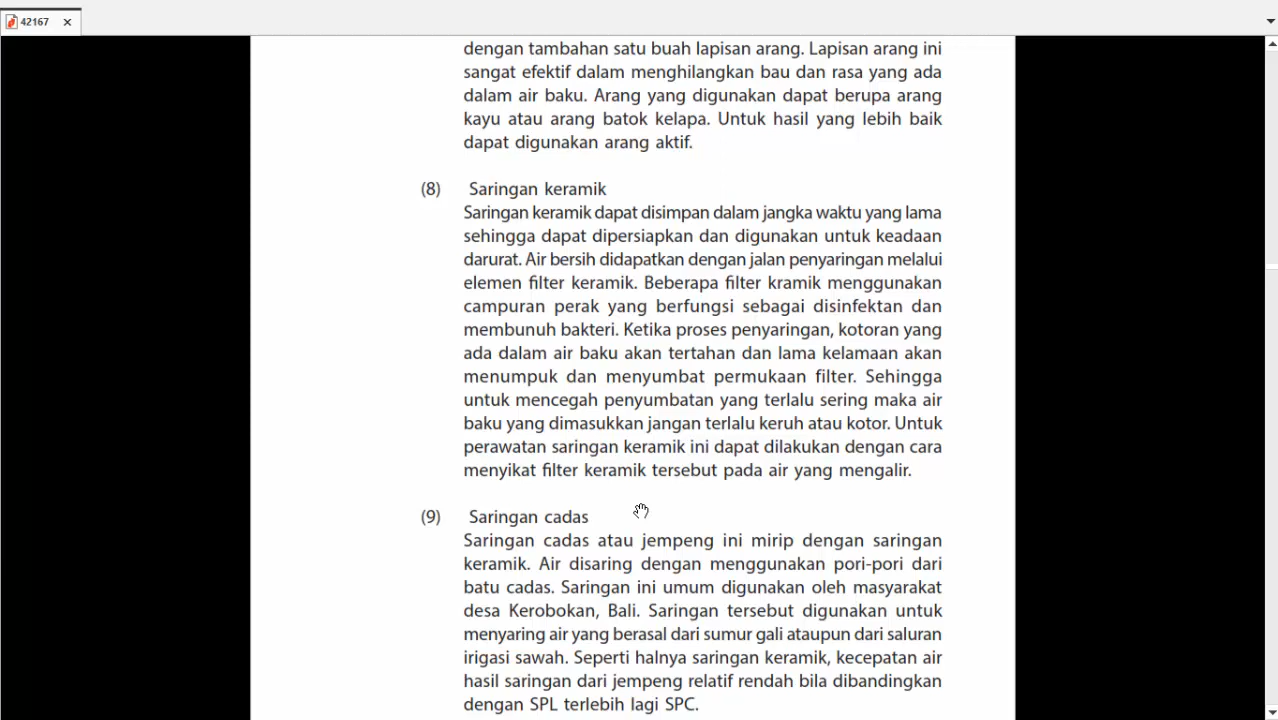 42167
dengan tambahan satu buah lapisan arang. Lapisan arang ini
sangat efektif dalam menghilangkan bau dan rasa yang ada
dalam air baku. Arang yang digunakan dapat berupa arang
kayu atau arang batok kelapa. Untuk hasil yang lebih baik
dapat digunakan arang aktif.
(8) Saringan keramik
Saringan keramik dapat disimpan dalam jangka waktu yang lama
sehingga dapat dipersiapkan dan digunakan untuk keadaan
darurat. Air bersih didapatkan dengan jalan penyaringan melalui
elemen filter keramik. Beberapa filter kramik menggunakan
campuran perak yang berfungsi sebagai disinfektan dan
membunuh bakteri. Ketika proses penyaringan, kotoran yang
ada dalam air baku akan tertahan dan lama kelamaan akan
menumpuk dan menyumbat permukaan filter. Sehingga
untuk mencegah penyumbatan yang terlalu sering maka air
baku yang dimasukkan jangan terlalu keruh atau kotor. Untuk
perawatan saringan keramik ini dapat dilakukan dengan cara
menyikat filter keramik tersebut pada air yang mengalir.
(9) Saringan cadas
Saringan cadas atau jempeng ini mirip dengan saringan
keramik. Air disaring dengan menggunakan pori-pori dari
batu cadas. Saringan ini umum digunakan oleh masyarakat
desa Kerobokan, Bali. Saringan tersebut digunakan untuk
menyaring air yang berasal dari sumur gali ataupun dari saluran
irigasi sawah. Seperti halnya saringan keramik, kecepatan air
hasil saringan dari jempeng relatif rendah bila dibandingkan
dengan SPL terlebih lagi SPC.